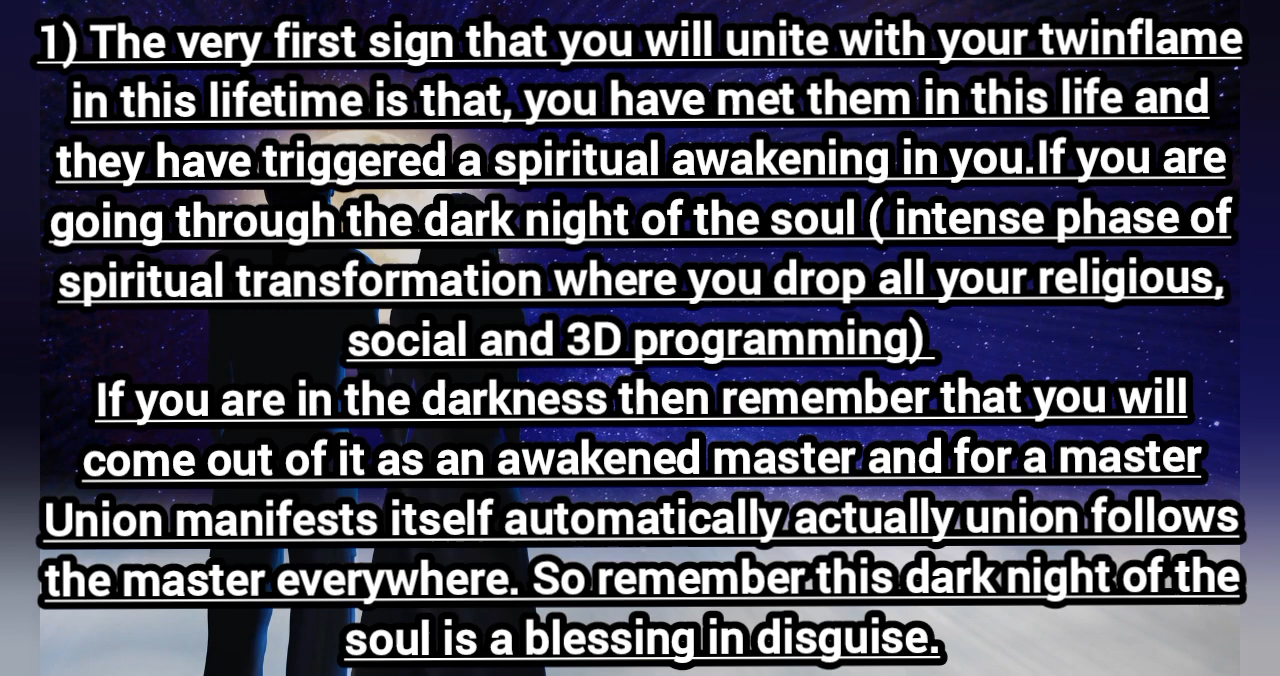 1) The very first sign that you will unite with your twinflame
in this lifetime is that, you have met them in this life and
they have triggered a spiritual awakening in you.If you are
going through the dark night of the soul ( intense phase of
spiritual transformation where you drop all your religious,
social and 3D programming)
If you are in the darkness then remember that you will
come out of it as an awakened master and for a master
Union manifests itself automatically actually union follows
the master everywhere. So remember this dark night of the
soul is a blessing in disguise.